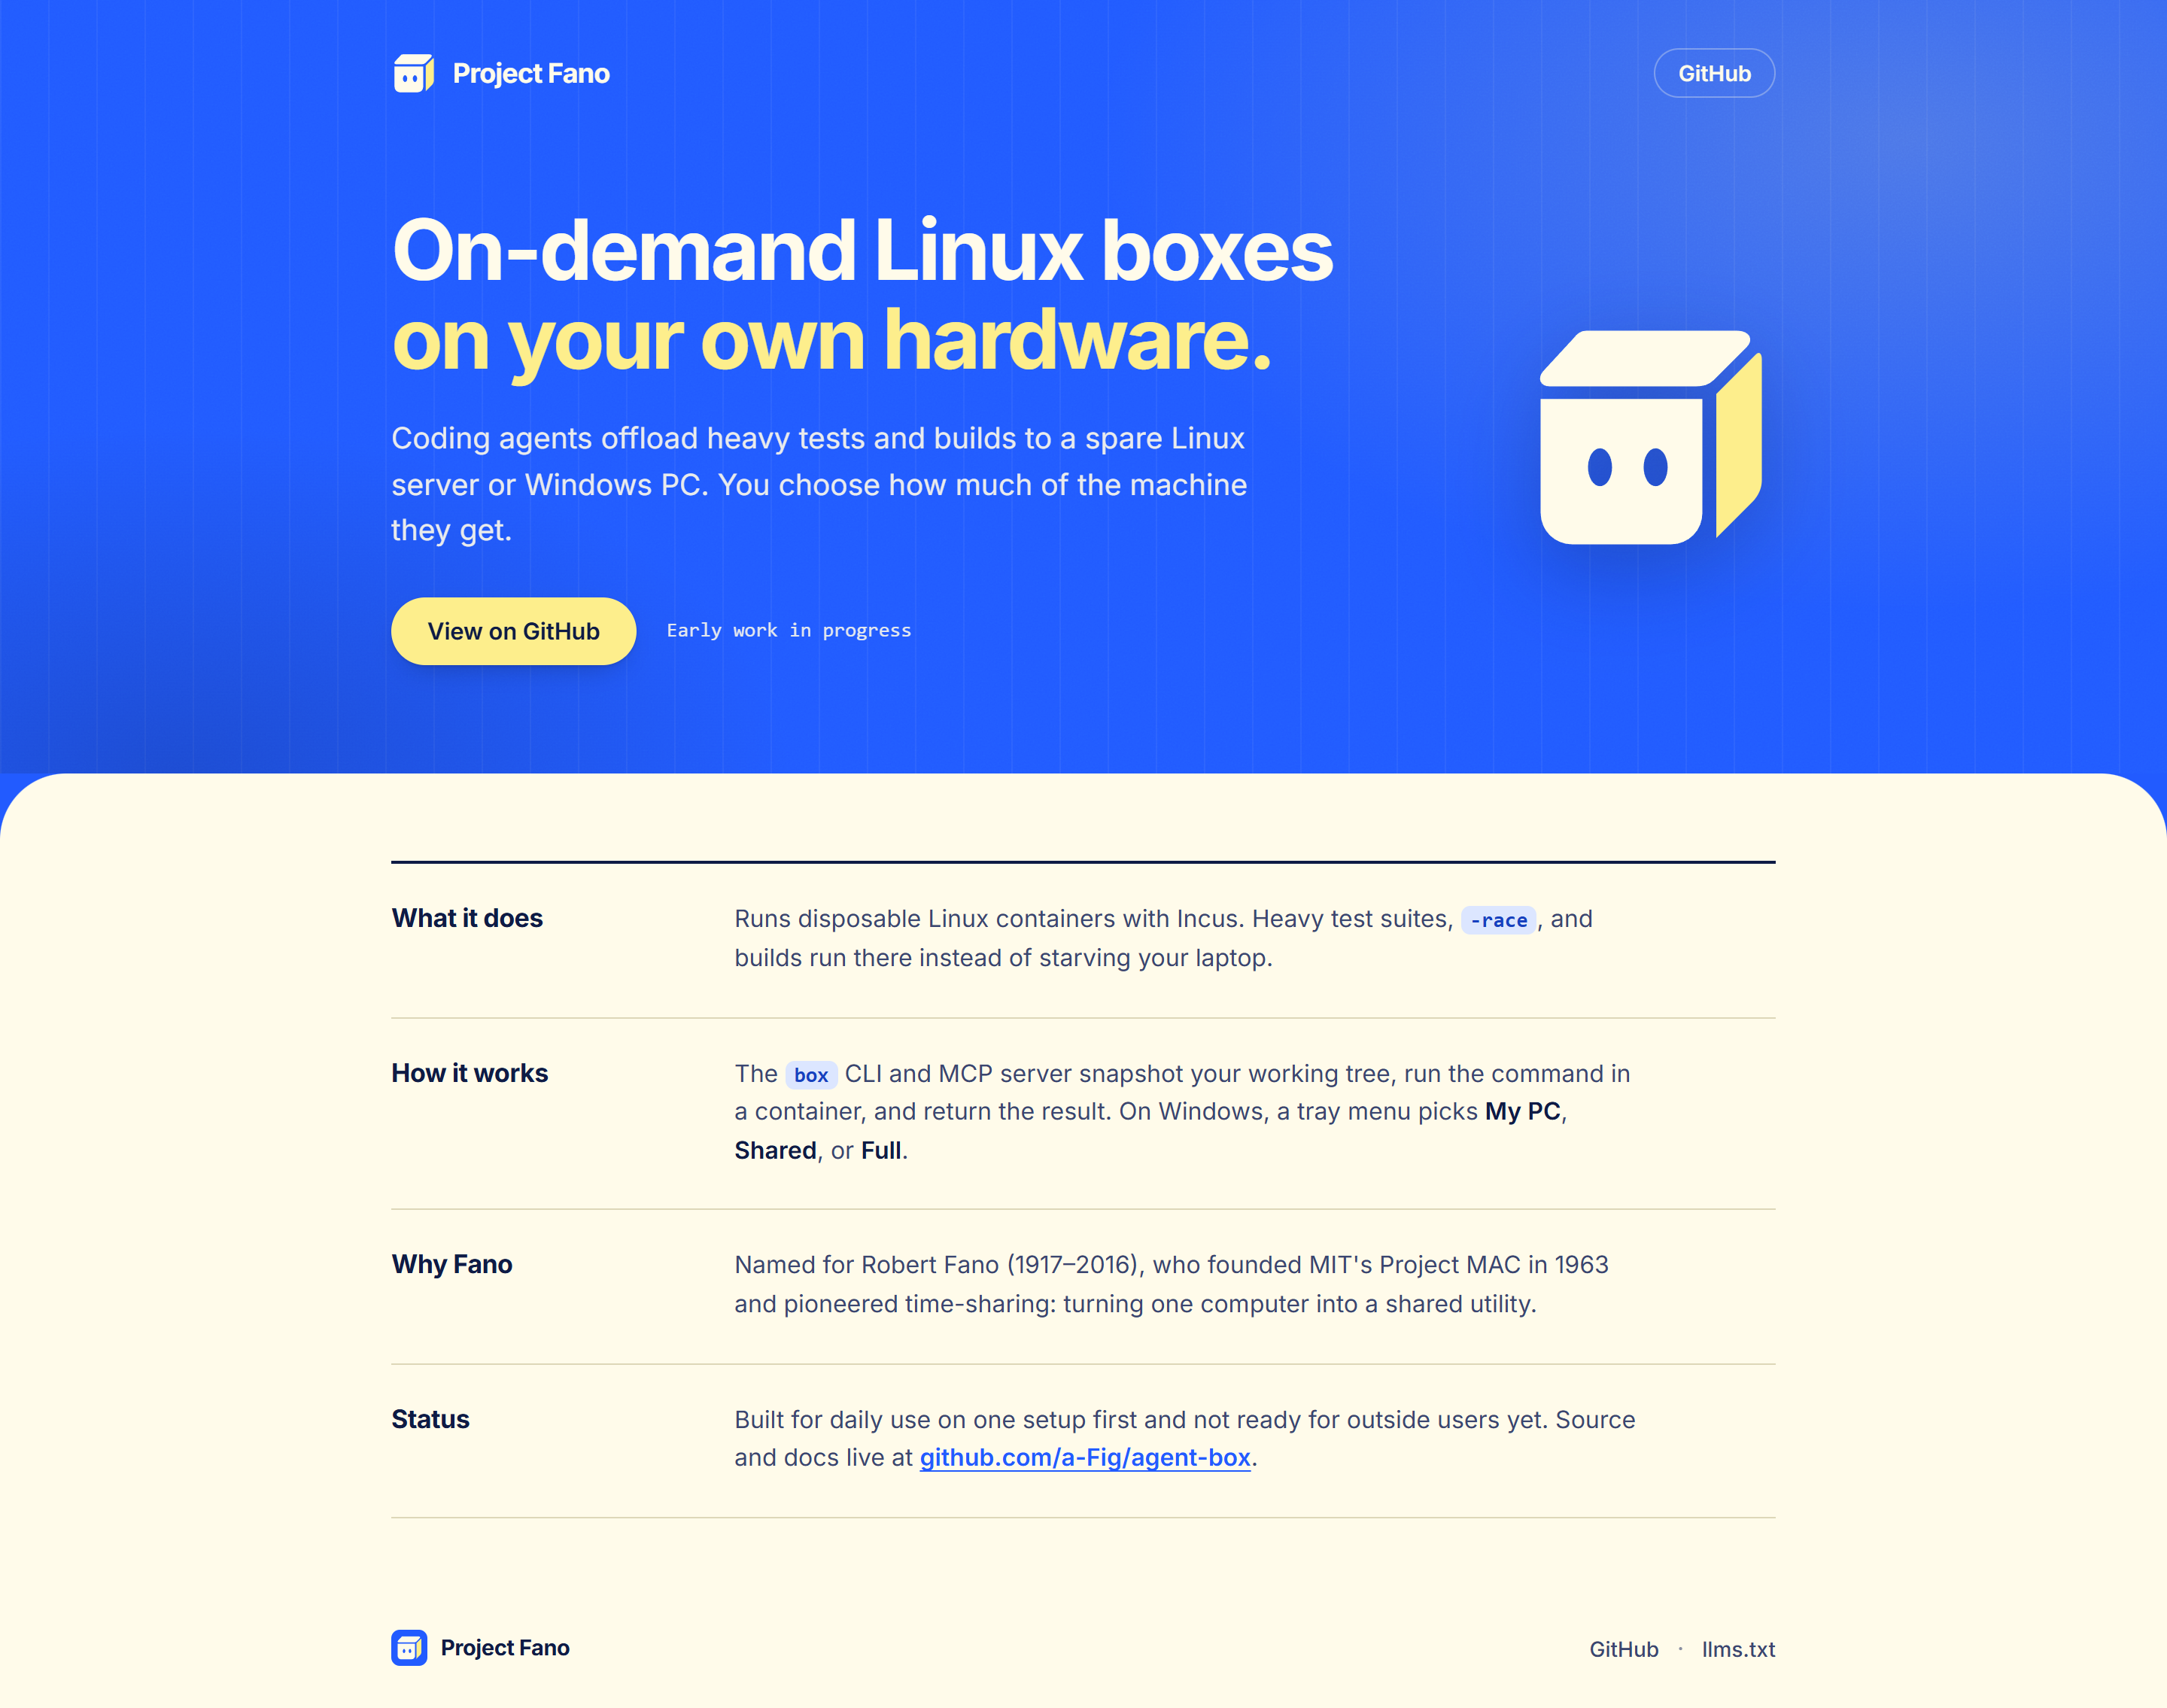 Project Fano
GitHub
On-demand Linux boxes
on your own hardware.
Coding agents offload heavy tests and builds to a spare Linux
server or Windows PC. You choose how much of the machine
they get.
View on GitHub
Early work in progress
What it does
Runs disposable Linux containers with Incus. Heavy test suites, -race, and
builds run there instead of starving your laptop.
How it works
The box CLI and MCP server snapshot your working tree, run the command in
a container, and return the result. On Windows, a tray menu picks My PC,
Shared, or Full.
Why Fano
Named for Robert Fano (1917–2016), who founded MIT's Project MAC in 1963
and pioneered time-sharing: turning one computer into a shared utility.
Status
Built for daily use on one setup first and not ready for outside users yet. Source
and docs live at github.com/a-Fig/agent-box.
Project Fano
GitHub · llms.txt